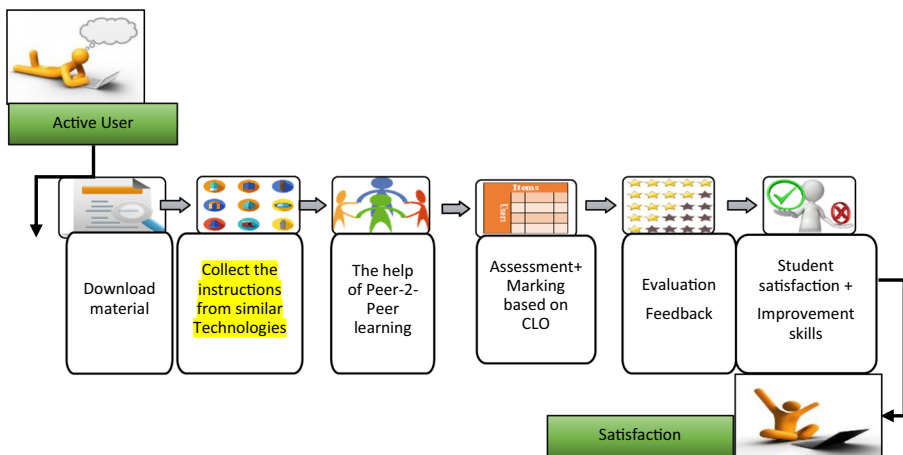 Active User
Items
Users
Download
material
Collect the
instructions
from similar
Technologies
The help
of Peer-2-
Peer
learning
Assessment+
Marking
based on
CLO
Evaluation
Feedback
Student
satisfaction +
Improvement
skills
Satisfaction